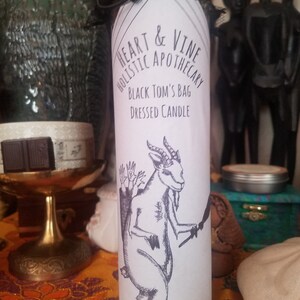 HEART & VINE
HOLISTIC APOTHECARY
BLACK TOM'S BAG
DRESSED CANDLE